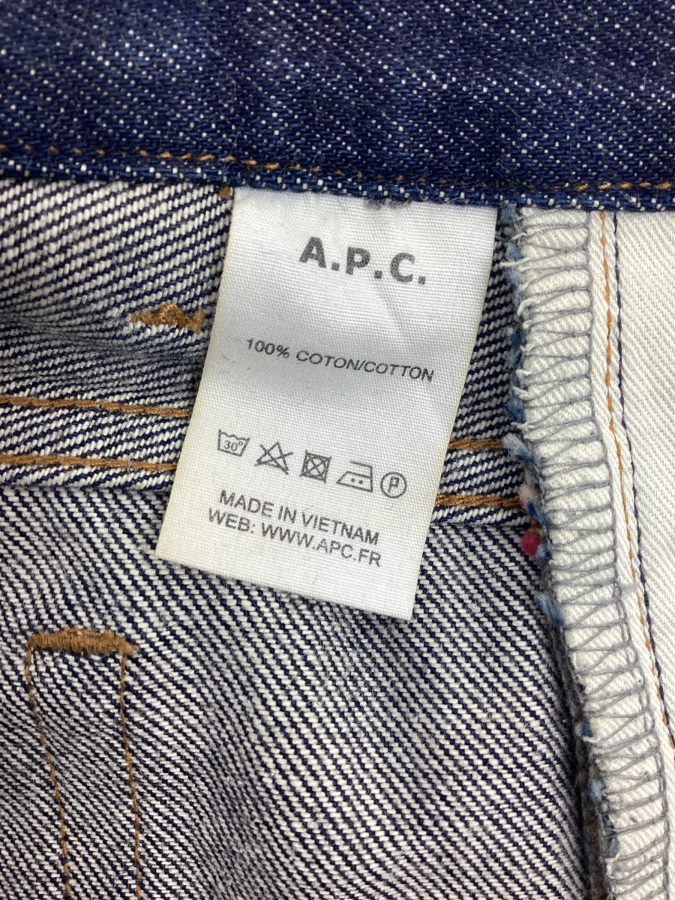 A.P.C.
100% COTON/COTTON
30°
P
MADE IN VIETNAM
WEB: WWW.APC.FR